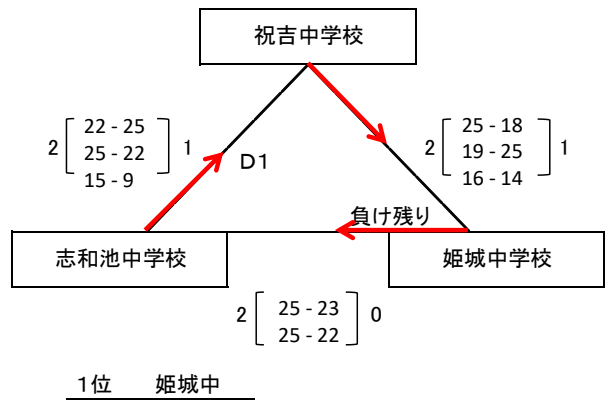 祝吉中学校
2 22 - 25 1
25 - 22
15 - 9
D1
2 25 - 18 1
19 - 25
16 - 14
負け残り
志和池中学校
姫城中学校
2 25 - 23 0
25 - 22
1位 姫城中